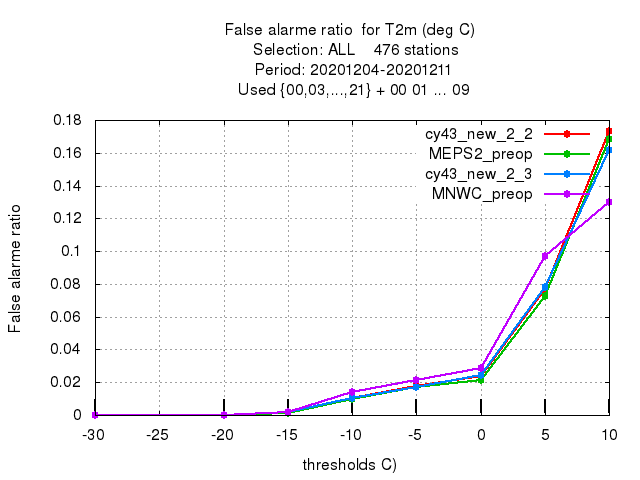 False alarme ratio  for T2m (deg C)
Selection: ALL    476 stations
Period: 20201204-20201211
Used {00,03,...,21} + 00 01 ... 09
0.18
0.16
0.14
0.12
0.1
0.08
0.06
0.04
0.02
0
False alarme ratio
cy43_new_2_2
MEPS2_preop
cy43_new_2_3
MNWC_preop
-30 -25 -20 -15 -10 -5 0 5 10
thresholds C)